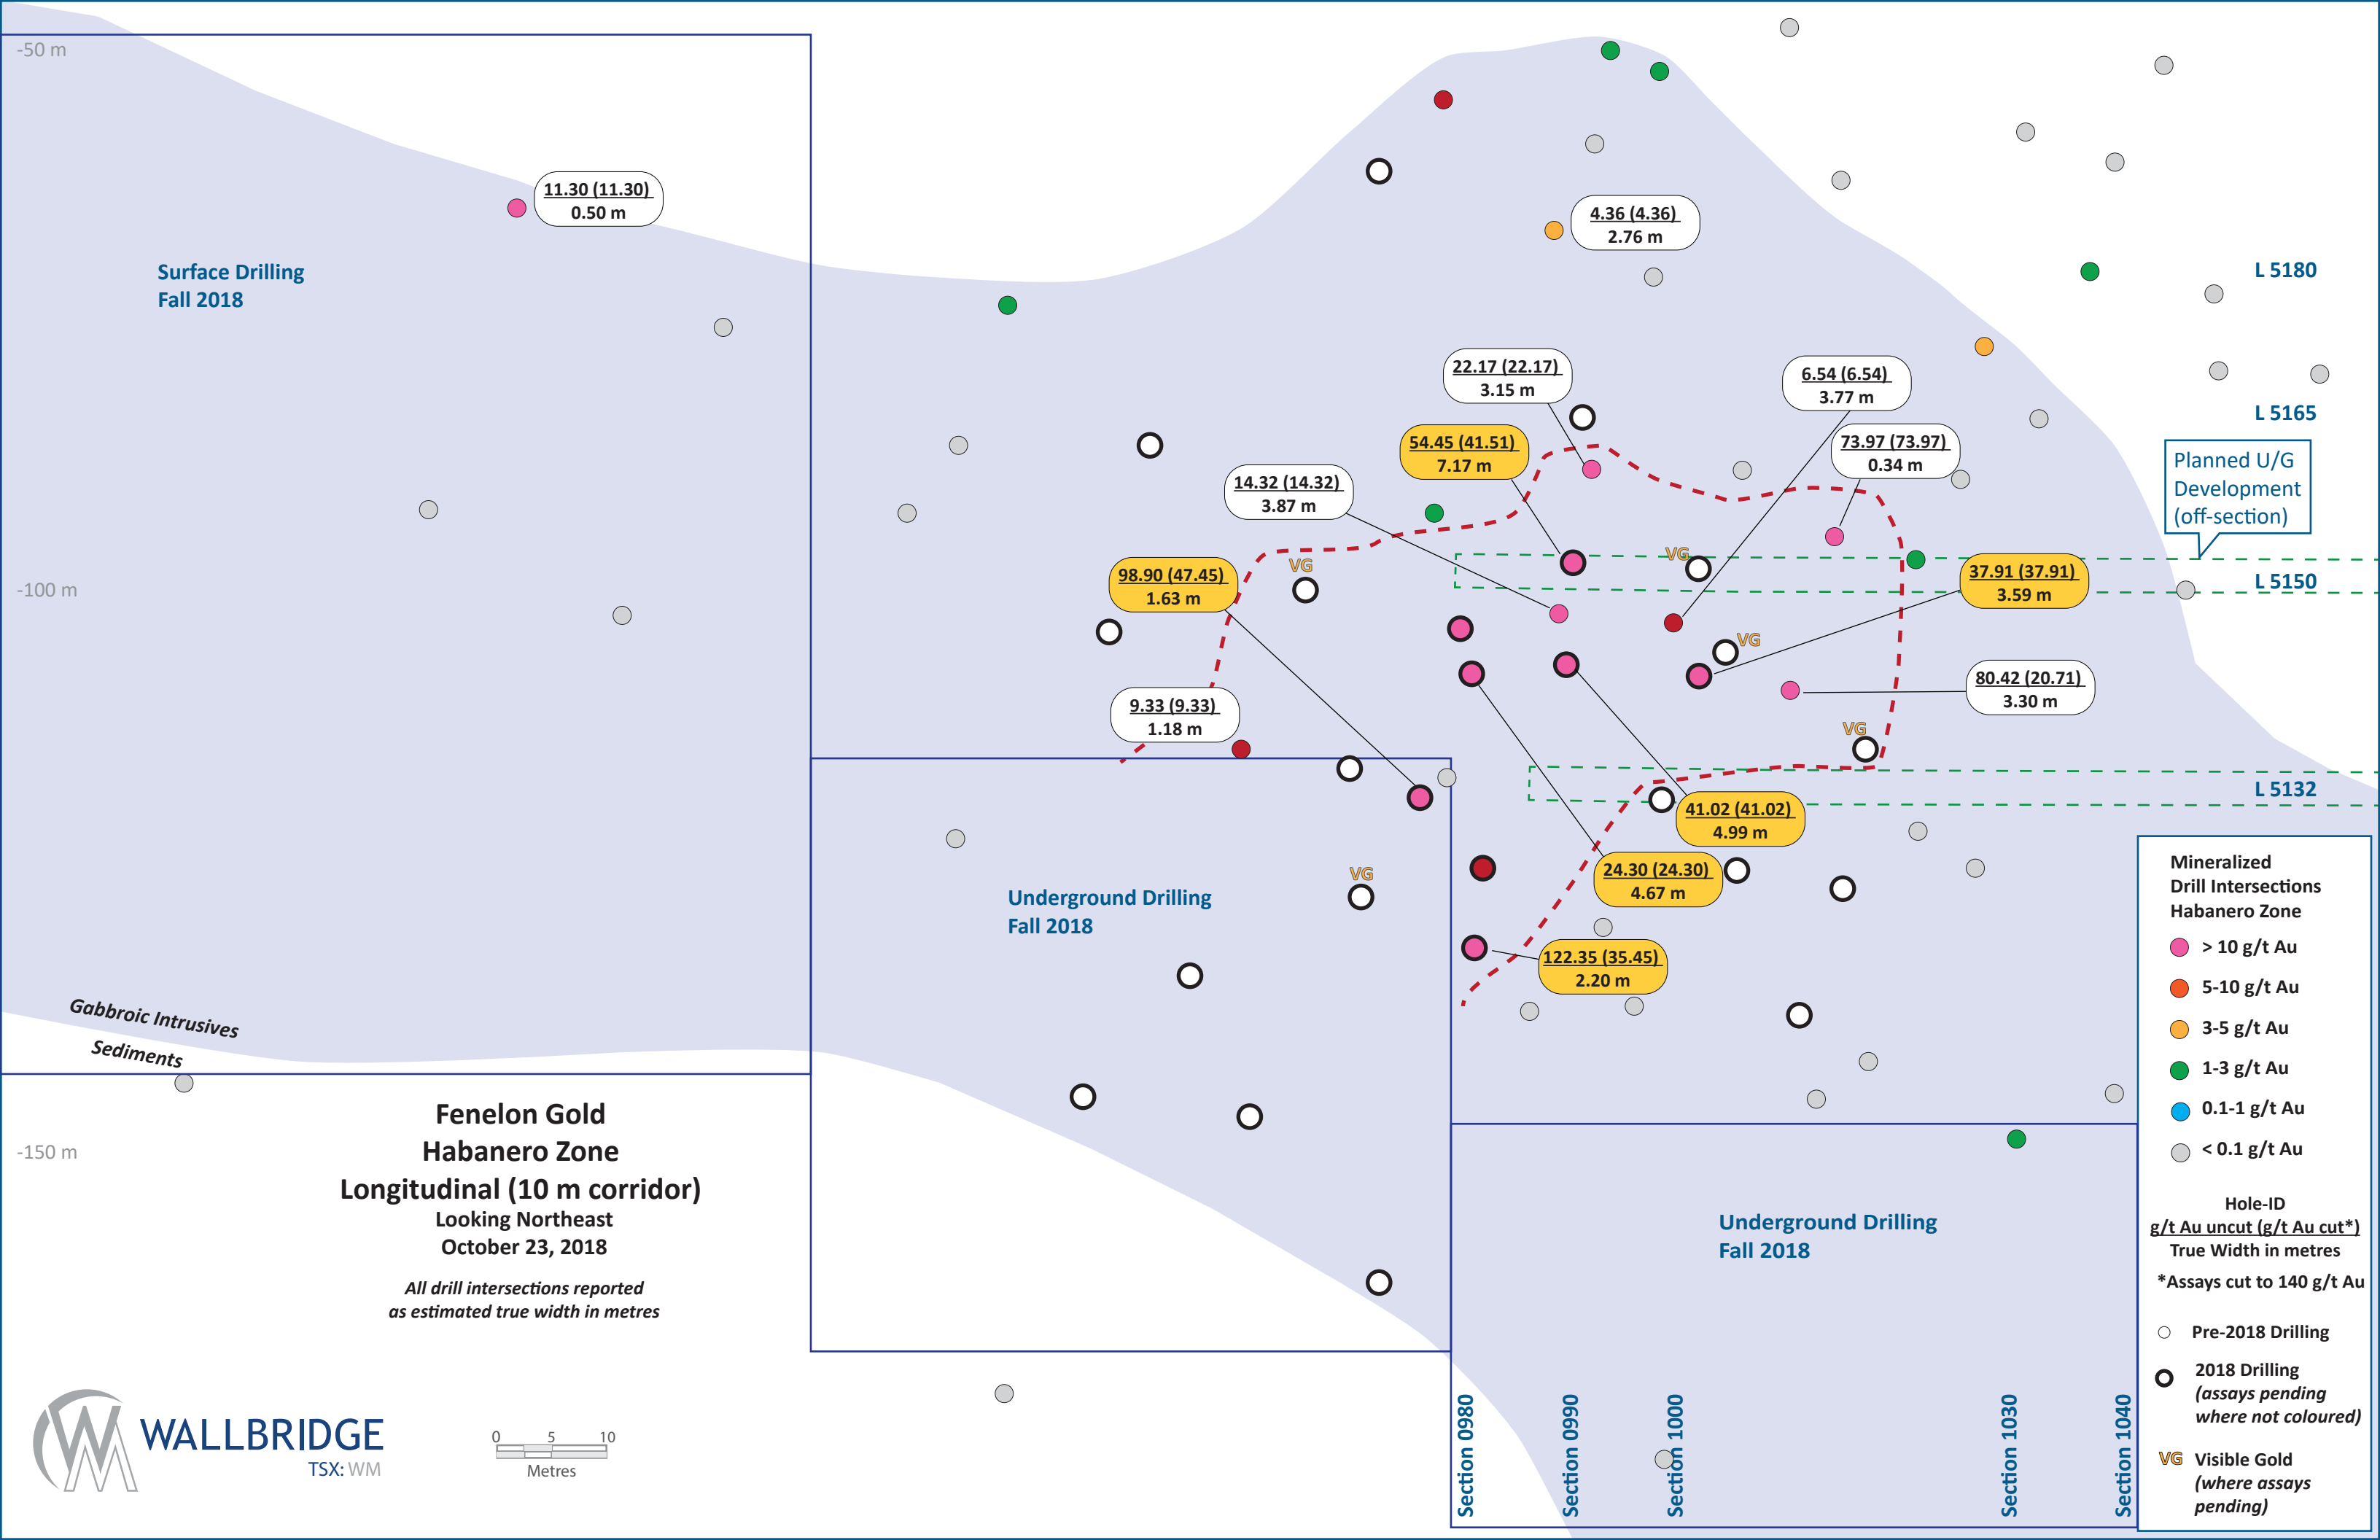 -50 m
11.30 (11.30)
0.50 m
4.36 (4.36)
2.76 m
Surface Drilling
Fall 2018
L 5180
22.17 (22.17)
3.15 m
6.54 (6.54)
3.77 m
L 5165
54.45 (41.51)
7.17 m
73.97 (73.97)
0.34 m
Planned U/G
Development
(off-section)
14.32 (14.32)
3.87 m
VG
VG
98.90 (47.45)
1.63 m
37.91 (37.91)
3.59 m
-100 m
L 5150
VG
80.42 (20.71)
3.30 m
9.33 (9.33)
1.18 m
VG
L 5132
41.02 (41.02)
4.99 m
24.30 (24.30)
4.67 m
VG
Underground Drilling
Fall 2018
122.35 (35.45)
2.20 m
Gabbroic Intrusives
Sediments
-150 m
Fenelon Gold
Habanero Zone
Longitudinal (10 m corridor)
Looking Northeast
October 23, 2018
All drill intersections reported
as estimated true width in metres
Underground Drilling
Fall 2018
WALLBRIDGE
TSX: WM
0 5 10
Metres
Section 0980
Section 0990
Section 1000
Section 1030
Section 1040
Mineralized
Drill Intersections
Habanero Zone
> 10 g/t Au
5-10 g/t Au
3-5 g/t Au
1-3 g/t Au
0.1-1 g/t Au
< 0.1 g/t Au
Hole-ID
g/t Au uncut (g/t Au cut*)
True Width in metres
*Assays cut to 140 g/t Au
Pre-2018 Drilling
2018 Drilling
(assays pending
where not coloured)
VG Visible Gold
(where assays
pending)